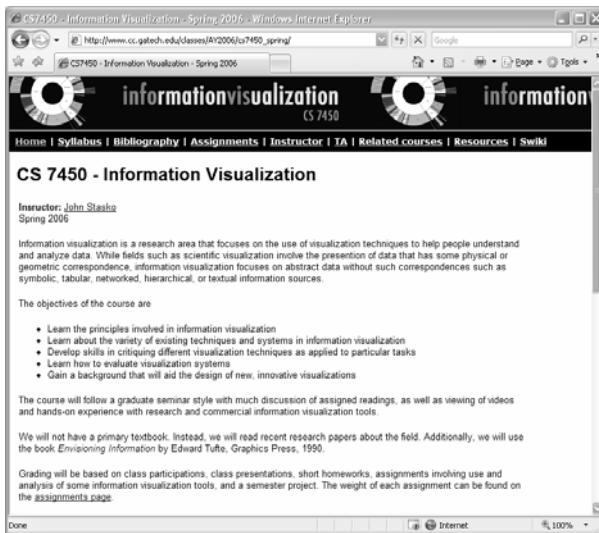 CS7450 - Information Visualization - Spring 2006 - Windows Internet Explorer
http://www.cc.gatech.edu/classes/AY2006/cs7450_spring/
Google
CS7450 - Information Visualization - Spring 2006
Page
Tools
informationvisualization
CS 7450
information
Home | Syllabus | Bibliography | Assignments | Instructor | TA | Related courses | Resources | Swiki
CS 7450 - Information Visualization
Insructor: John Stasko
Spring 2006
Information visualization is a research area that focuses on the use of visualization techniques to help people understand
and analyze data. While fields such as scientific visualization involve the presention of data that has some physical or
geometric correspondence, information visualization focuses on abstract data without such correspondences such as
symbolic, tabular, networked, hierarchical, or textual information sources.
The objectives of the course are
• Learn the principles involved in information visualization
• Learn about the variety of existing techniques and systems in information visualization
• Develop skills in critiquing different visualization techniques as applied to particular tasks
• Learn how to evaluate visualization systems
• Gain a background that will aid the design of new, innovative visualizations
The course will follow a graduate seminar style with much discussion of assigned readings, as well as viewing of videos
and hands-on experience with research and commercial information visualization tools.
We will not have a primary textbook. Instead, we will read recent research papers about the field. Additionally, we will use
the book Envisioning Information by Edward Tufte, Graphics Press, 1990.
Grading will be based on class participations, class presentations, short homeworks, assignments involving use and
analysis of some information visualization tools, and a semester project. The weight of each assignment can be found on
the assignments page.
Done
Internet
100%